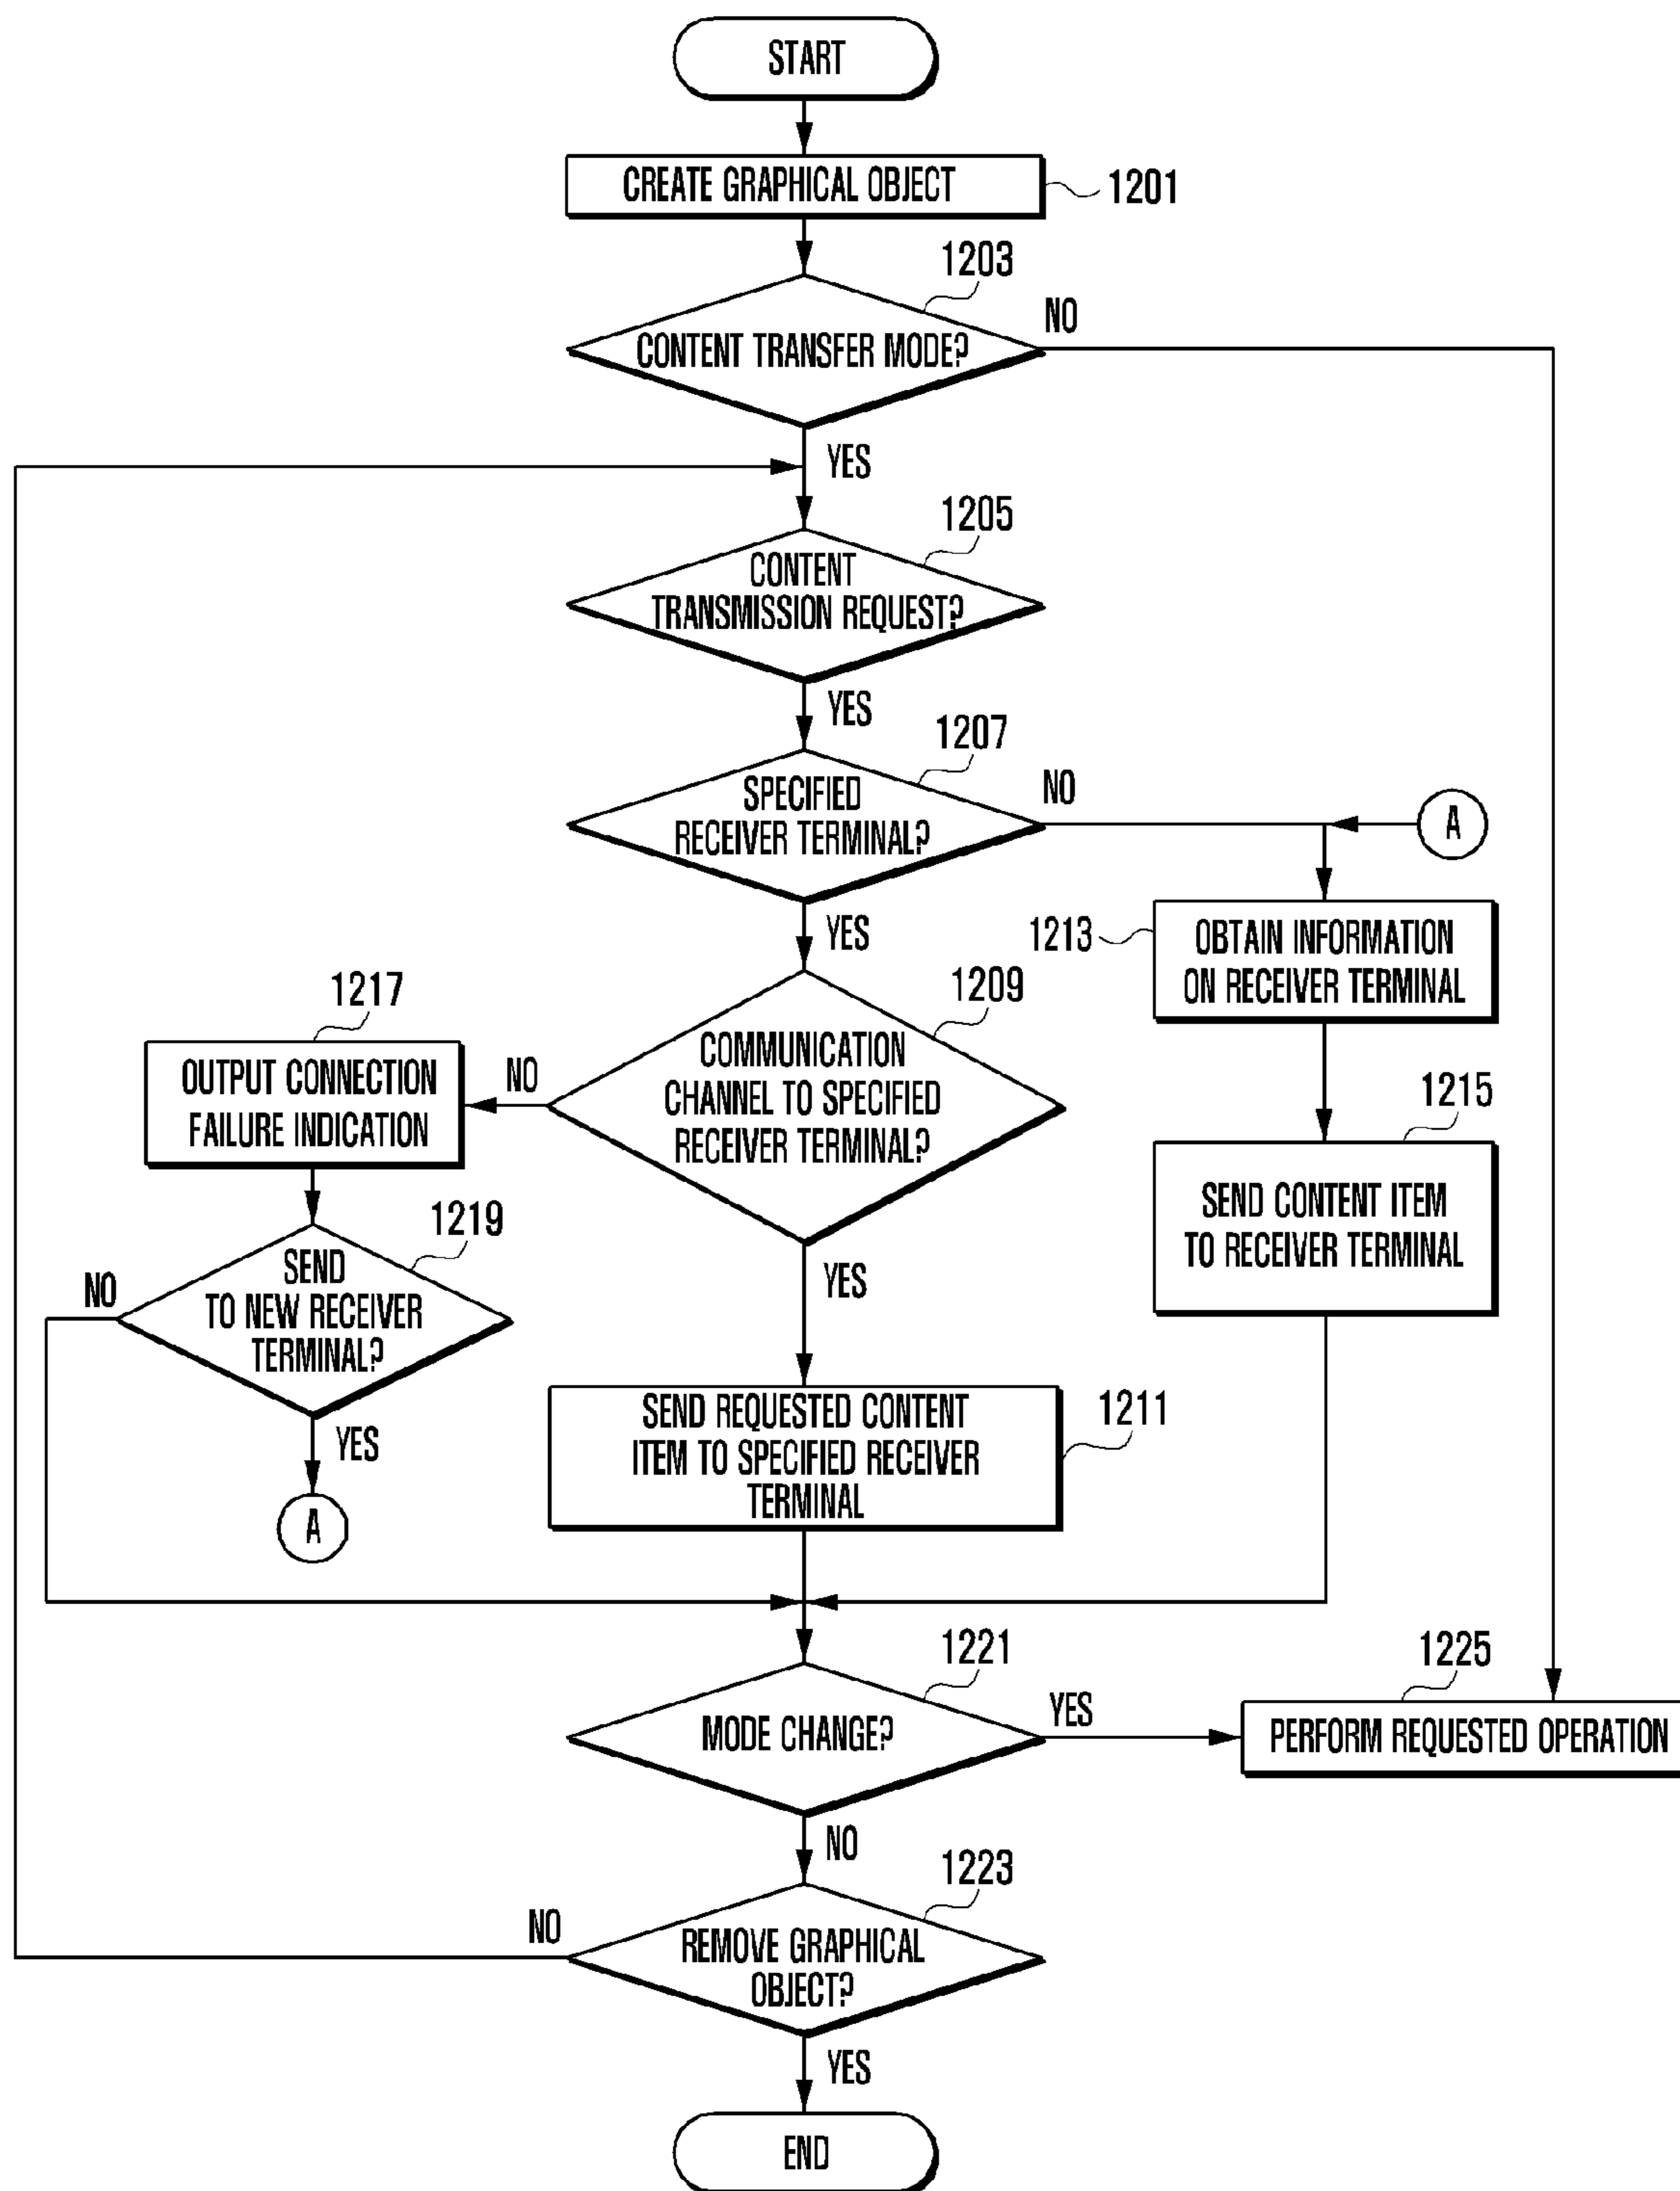 START
CREATE GRAPHICAL OBJECT
1201
1203
CONTENT TRANSFER MODE?
NO
YES
1205
CONTENT
TRANSMISSION REQUEST?
YES
1207
SPECIFIED
RECEIVER TERMINAL?
NO
A
YES
1213
OBTAIN INFORMATION
ON RECEIVER TERMINAL
1209
COMMUNICATION
CHANNEL TO SPECIFIED
RECEIVER TERMINAL?
NO
1217
OUTPUT CONNECTION
FAILURE INDICATION
1215
SEND CONTENT ITEM
TO RECEIVER TERMINAL
1219
SEND
TO NEW RECEIVER
TERMINAL?
NO
YES
A
YES
SEND REQUESTED CONTENT
ITEM TO SPECIFIED RECEIVER
TERMINAL
1211
1221
MODE CHANGE?
YES
1225
PERFORM REQUESTED OPERATION
NO
1223
REMOVE GRAPHICAL
OBJECT?
NO
YES
END